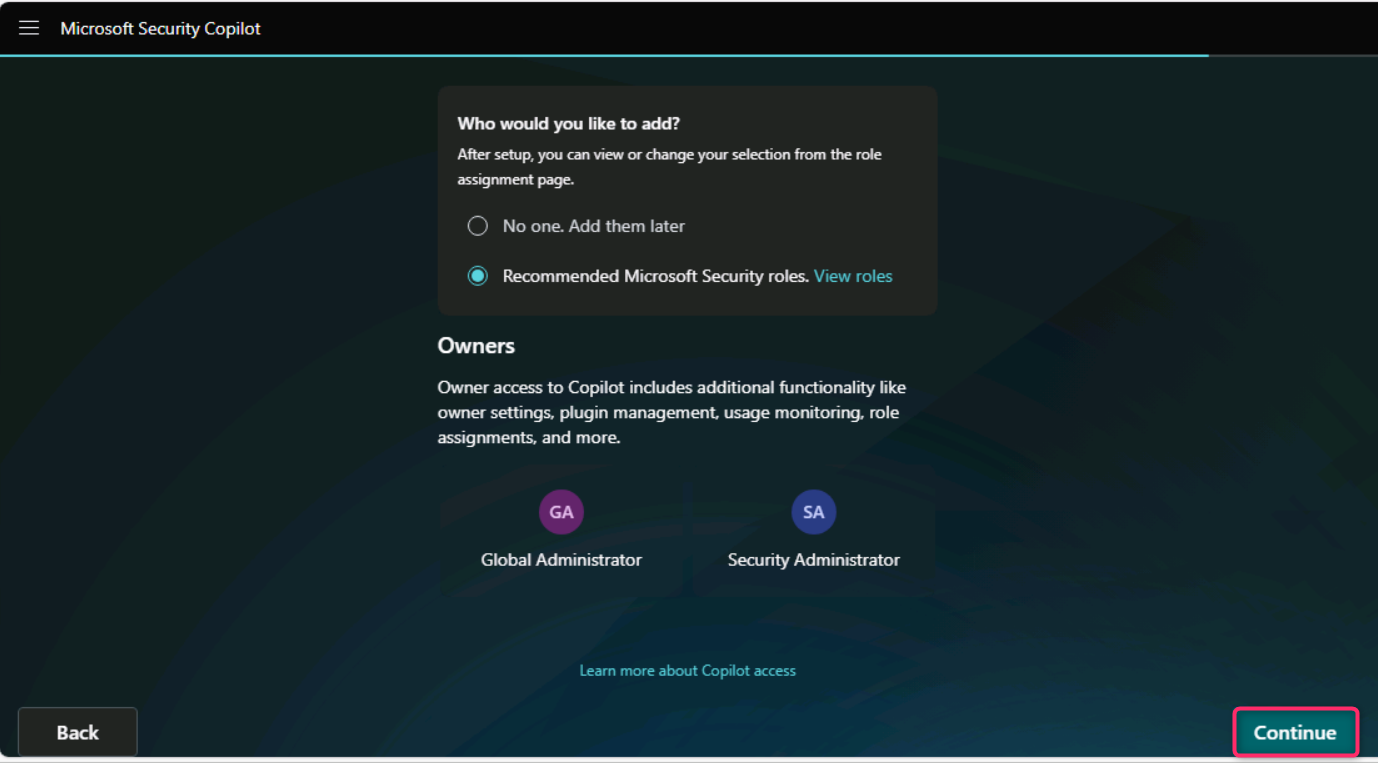 Microsoft Security Copilot
Who would you like to add?
After setup, you can view or change your selection from the role
assignment page.
No one. Add them later
Recommended Microsoft Security roles. View roles
Owners
Owner access to Copilot includes additional functionality like
owner settings, plugin management, usage monitoring, role
assignments, and more.
GA
SA
Global Administrator
Security Administrator
Learn more about Copilot access
Back
Continue